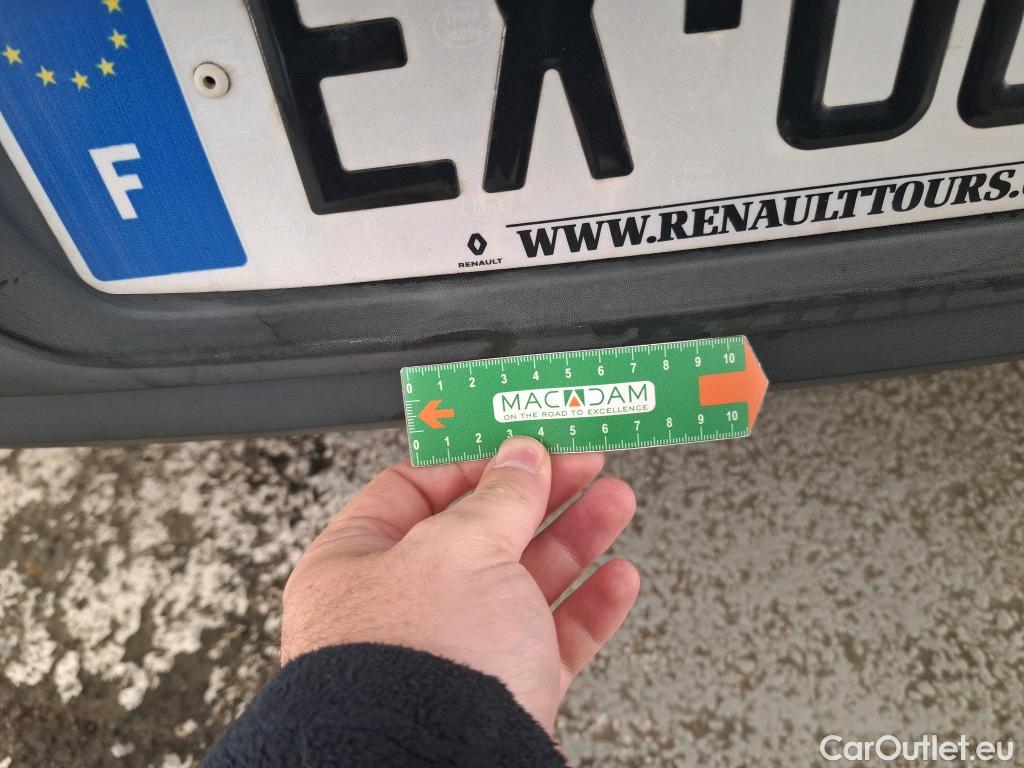 F
EX
RENAULT
WWW.RENAULTTOURS.
0 1 2 3 4 5 6 7 8 9 10
MACADAM
ON THE ROAD TO EXCELLENCE
0 1 2 3 4 5 6 7 8 9 10
CarOutlet.eu